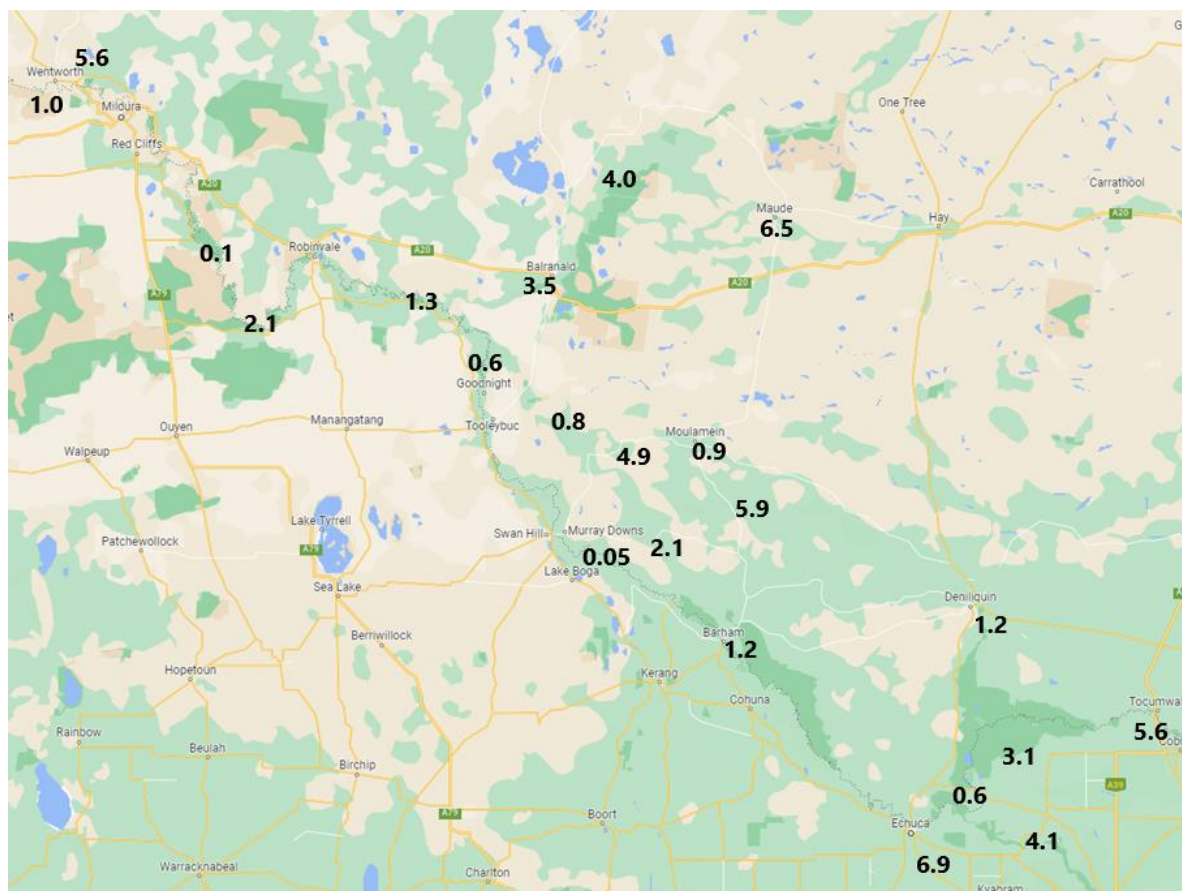 5.6
Wentworth
1.0
Mildura
One Tree
Red Cliffs
A20
4.0
Carrathool
Maude
Hay
A20
6.5
Robinvale
0.1
A20
Balranald
A20
3.5
A79
1.3
2.1
0.6
Goodnight
0.8
Manangatang
Tooleybuc
Ouyen
Moulamein
0.9
Walpeup
4.9
5.9
Lake Tyrrell
Swan Hill
Murray Downs
Patchewollock
A79
0.05
2.1
Lake Boga
Sea Lake
Deniliquin
1.2
Berriwillock
Barham
1.2
Hopetoun
Kerang
Cohuna
Tocumwal
Rainbow
5.6
Beulah
3.1
Birchip
A39
0.6
A79
Boort
Echuca
4.1
6.9
Warracknabeal
Charlton
Kyabram